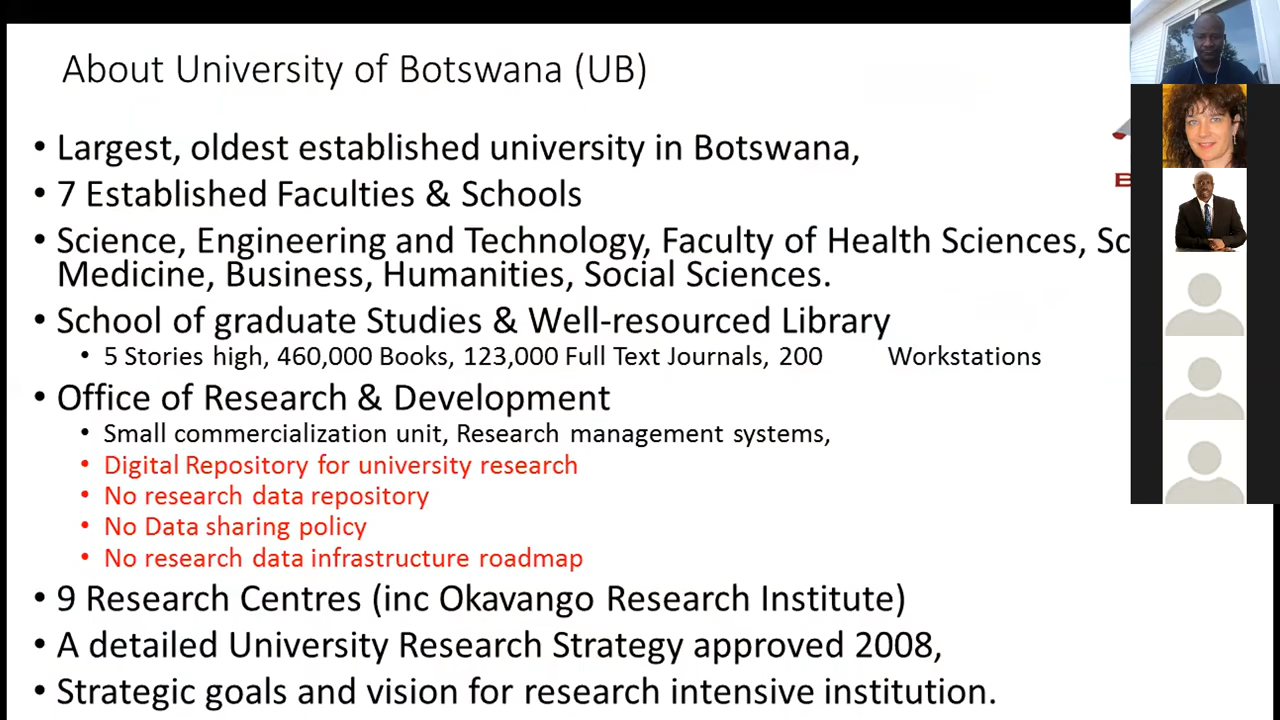 About University of Botswana (UB)
• Largest, oldest established university in Botswana,
• 7 Established Faculties & Schools
• Science, Engineering and Technology, Faculty of Health Sciences,
Medicine, Business, Humanities, Social Sciences.
• School of graduate Studies & Well-resourced Library
• 5 Stories high, 460,000 Books, 123,000 Full Text Journals, 200 Workstations
• Office of Research & Development
• Small commercialization unit, Research management systems,
• Digital Repository for university research
• No research data repository
• No Data sharing policy
• No research data infrastructure roadmap
• 9 Research Centres (inc Okavango Research Institute)
• A detailed University Research Strategy approved 2008,
• Strategic goals and vision for research intensive institution.